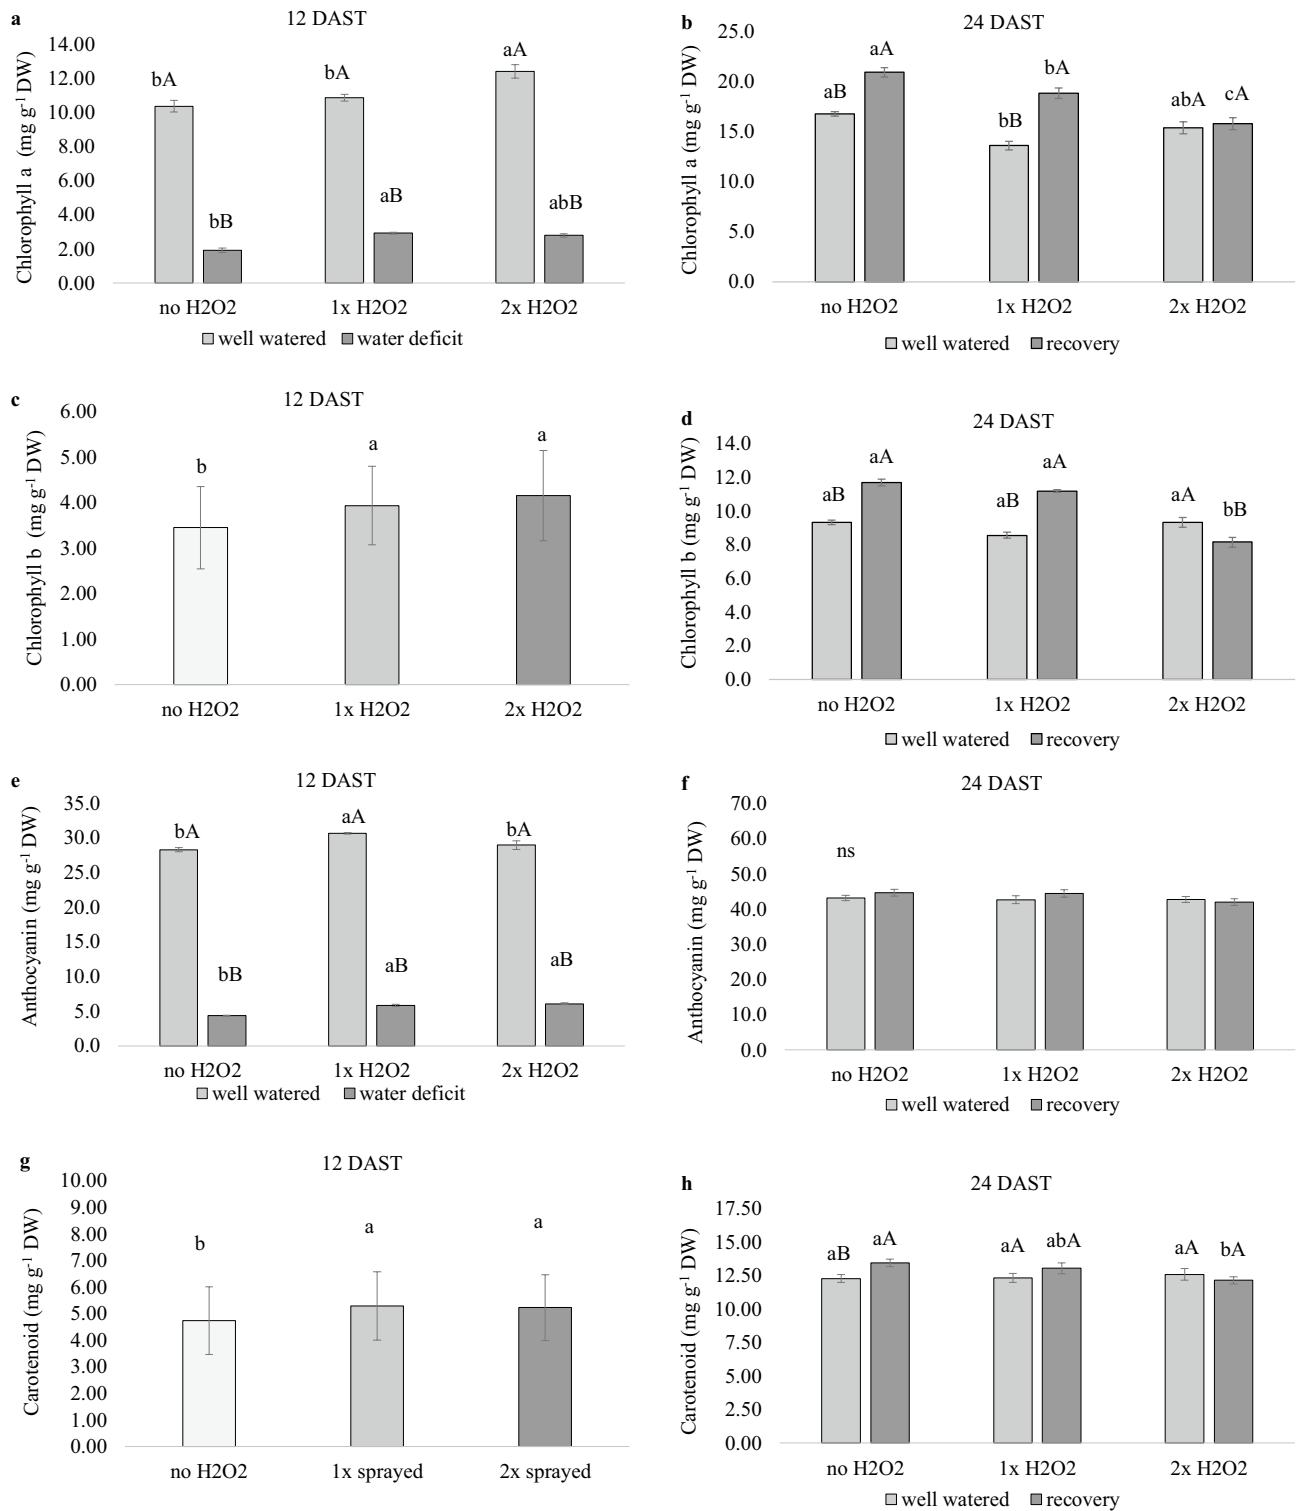 a
12 DAST
Chlorophyll a (mg g-1 DW)
14.00
12.00
10.00
8.00
6.00
4.00
2.00
0.00
bA
bB
bA
aB
aA
abB
no H2O2
1x H2O2
2x H2O2
well watered
water deficit
b
24 DAST
Chlorophyll a (mg g-1 DW)
25.0
20.0
15.0
10.0
5.0
0.0
aB
aA
bB
bA
abA
cA
no H2O2
1x H2O2
2x H2O2
well watered
recovery
c
12 DAST
Chlorophyll b (mg g-1 DW)
6.00
5.00
4.00
3.00
2.00
1.00
0.00
b
a
a
no H2O2
1x H2O2
2x H2O2
d
24 DAST
Chlorophyll b (mg g-1 DW)
14.0
12.0
10.0
8.0
6.0
4.0
2.0
0.0
aB
aA
aB
aA
aA
bB
no H2O2
1x H2O2
2x H2O2
well watered
recovery
e
12 DAST
Anthocyanin (mg g-1 DW)
35.0
30.0
25.0
20.0
15.0
10.0
5.0
0.0
bA
bB
aA
aB
bA
aB
no H2O2
1x H2O2
2x H2O2
well watered
water deficit
f
24 DAST
Anthocyanin (mg g-1 DW)
70.0
60.0
50.0
40.0
30.0
20.0
10.0
0.0
ns
no H2O2
1x H2O2
2x H2O2
well watered
recovery
g
12 DAST
Carotenoid (mg g-1 DW)
10.00
9.00
8.00
7.00
6.00
5.00
4.00
3.00
2.00
1.00
0.00
b
a
a
no H2O2
1x sprayed
2x sprayed
h
24 DAST
Carotenoid (mg g-1 DW)
17.50
15.00
12.50
10.00
7.50
5.00
2.50
0.00
aB
aA
aA
abA
aA
bA
no H2O2
1x H2O2
2x H2O2
well watered
recovery